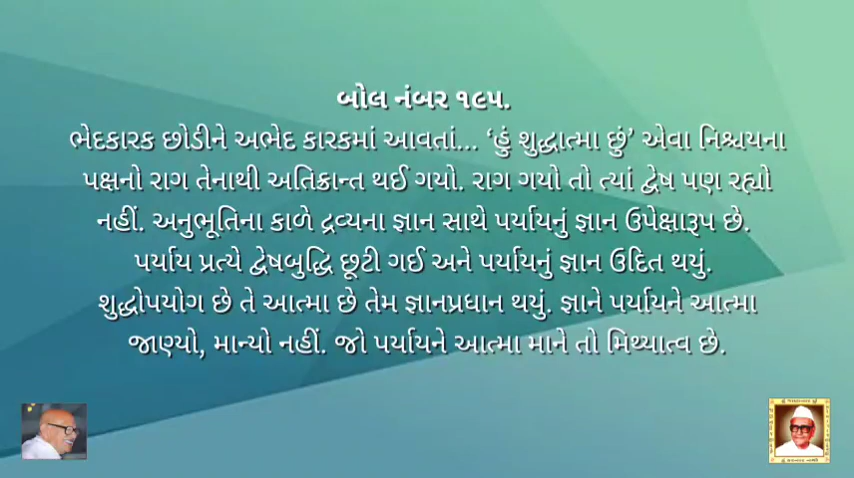 બોલ નંબર ૧૯૫.
ભેદકારક છોડીને અભેદ કારકમાં આવતાં... ‘હું શુદ્ધાત્મા છું’ એવા નિશ્ચયના
પક્ષનો રાગ તેનાથી અતિક્રાન્ત થઈ ગયો. રાગ ગયો તો ત્યાં દ્વેષ પણ રહ્યો
નહીં. અનુભૂતિના કાળે દ્રવ્યના જ્ઞાન સાથે પર્યાયનું જ્ઞાન ઉપેક્ષારૂપ છે.
પર્યાય પ્રત્યે દ્વેષબુદ્ધિ છૂટી ગઈ અને પર્યાયનું જ્ઞાન ઉદિત થયું.
શુદ્ધોપયોગ છે તે આત્મા છે તેમ જ્ઞાનપ્રધાન થયું. જ્ઞાને પર્યાયને આત્મા
જાણ્યો, માન્યો નહીં. જો પર્યાયને આત્મા માને તો મિથ્યાત્વ છે.